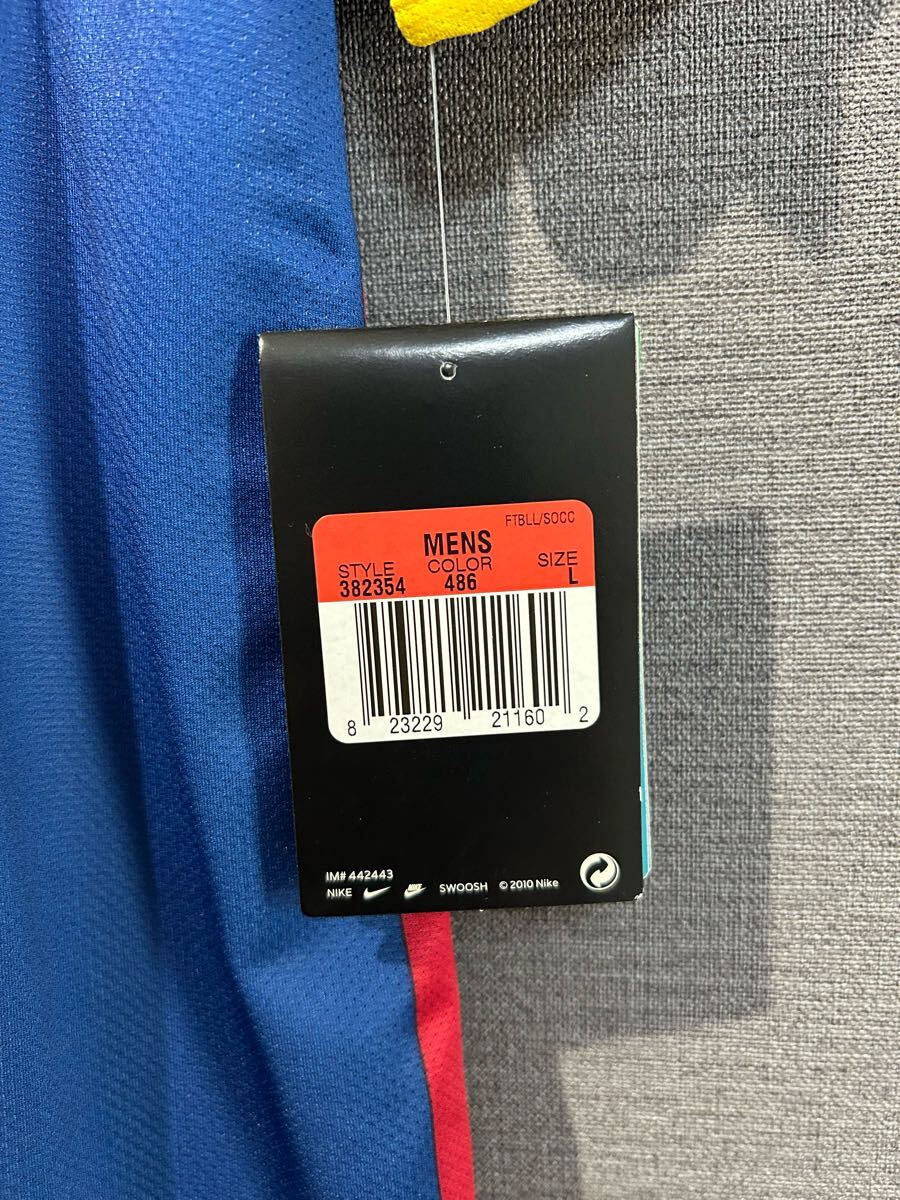 FTBLL/SOCC
MENS
STYLE COLOR SIZE
382354 486 L
8 23229 21160 2
IM# 442443
NIKE SWOOSH © 2010 Nike